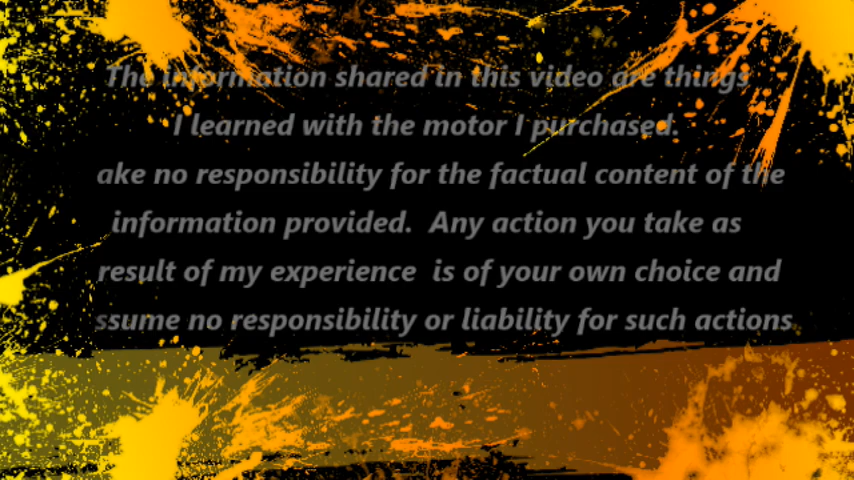 The information shared in this video are things
I learned with the motor I purchased.
ake no responsibility for the factual content of the
information provided. Any action you take as
result of my experience is of your own choice and
ssume no responsibility or liability for such actions